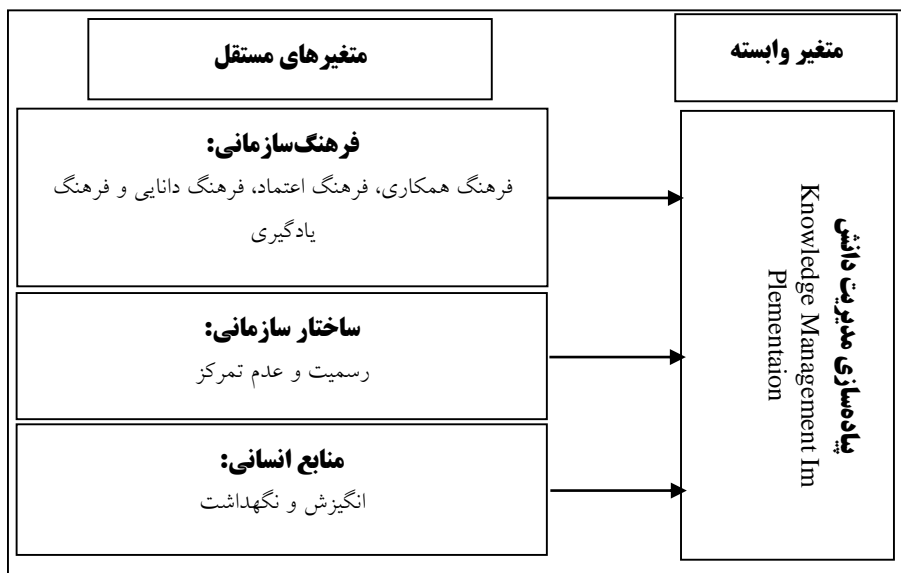 متغیرهای مستقل
متغیر وابسته
فرهنگ‌سازمانی:
فرهنگ همکاری، فرهنگ اعتماد، فرهنگ دانایی و فرهنگ
یادگیری
ساختار سازمانی:
رسمیت و عدم تمرکز
منابع انسانی:
انگیزش و نگهداشت
پیاده‌سازی مدیریت دانش
Knowledge Management Im
Plementaion